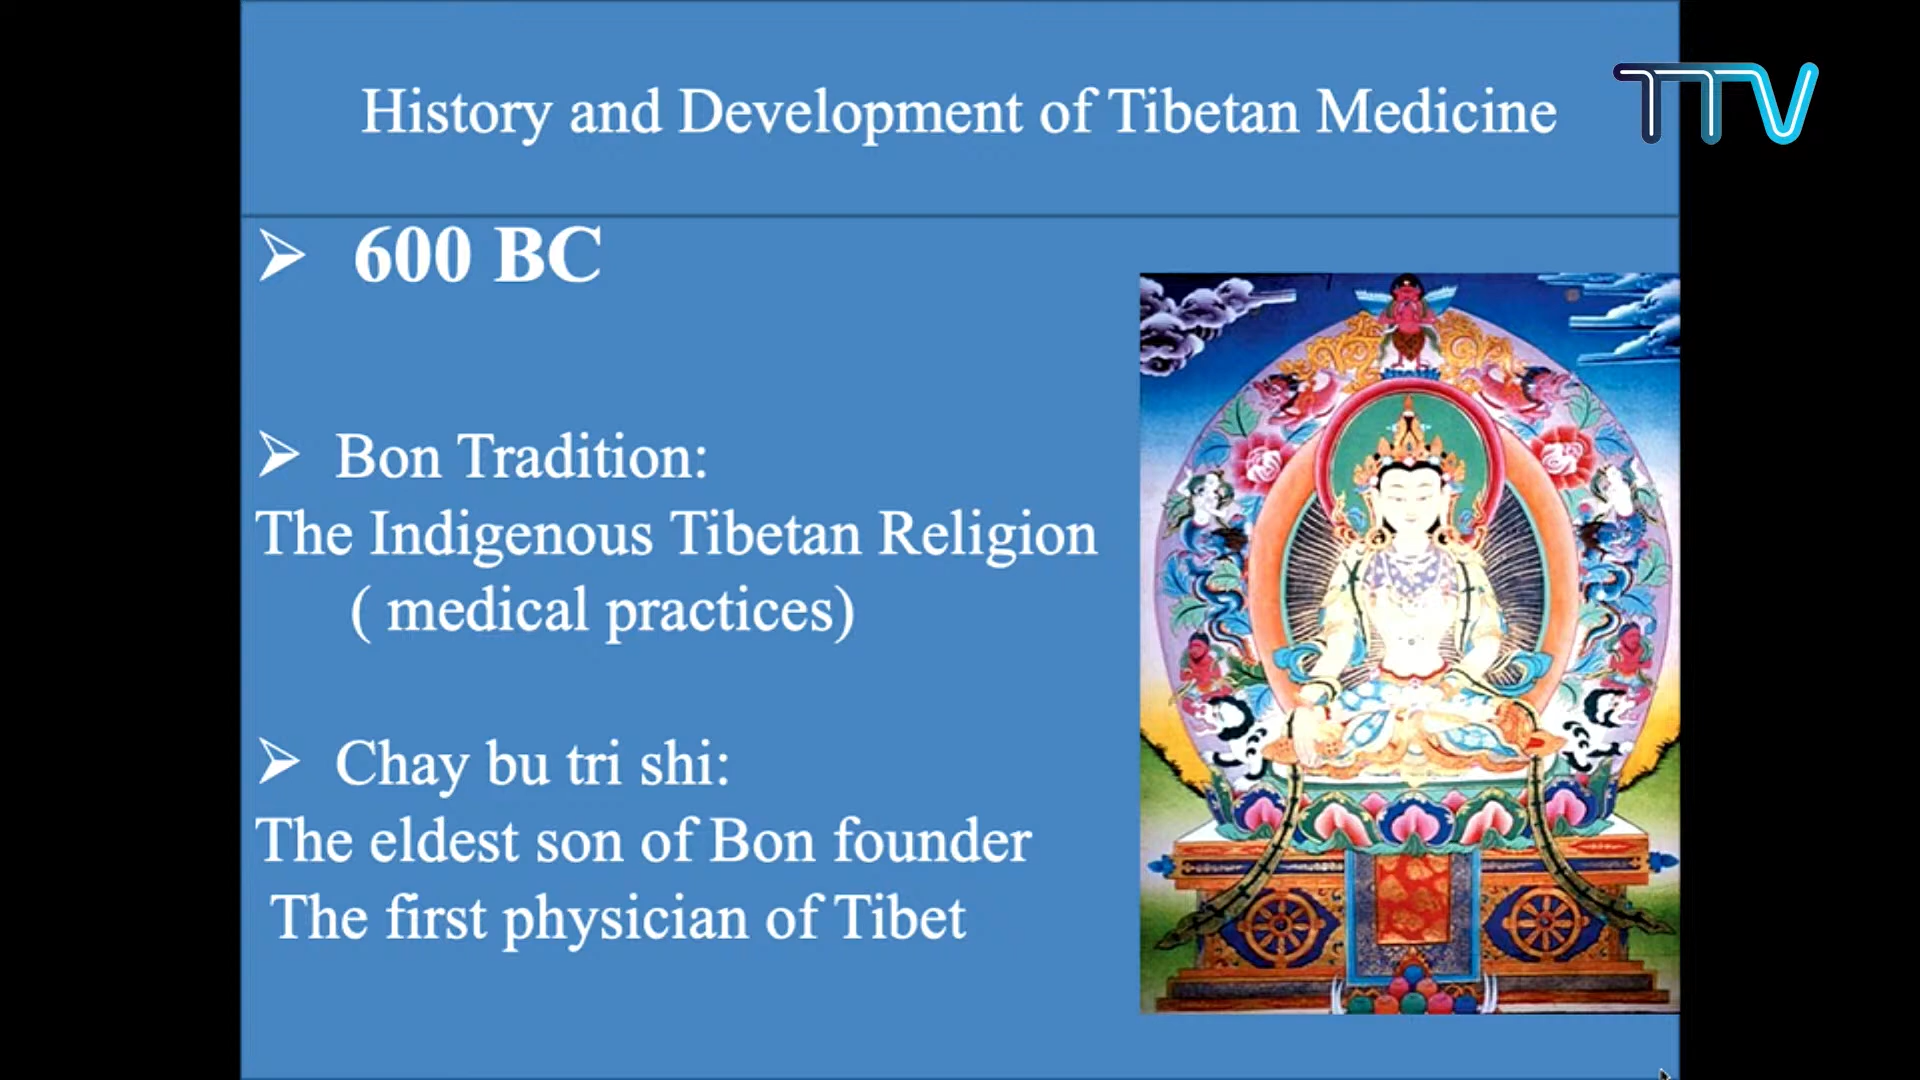 History and Development of Tibetan Medicine
TTV
➢ 600 BC
➢ Bon Tradition:
The Indigenous Tibetan Religion
( medical practices)
➢ Chay bu tri shi:
The eldest son of Bon founder
The first physician of Tibet